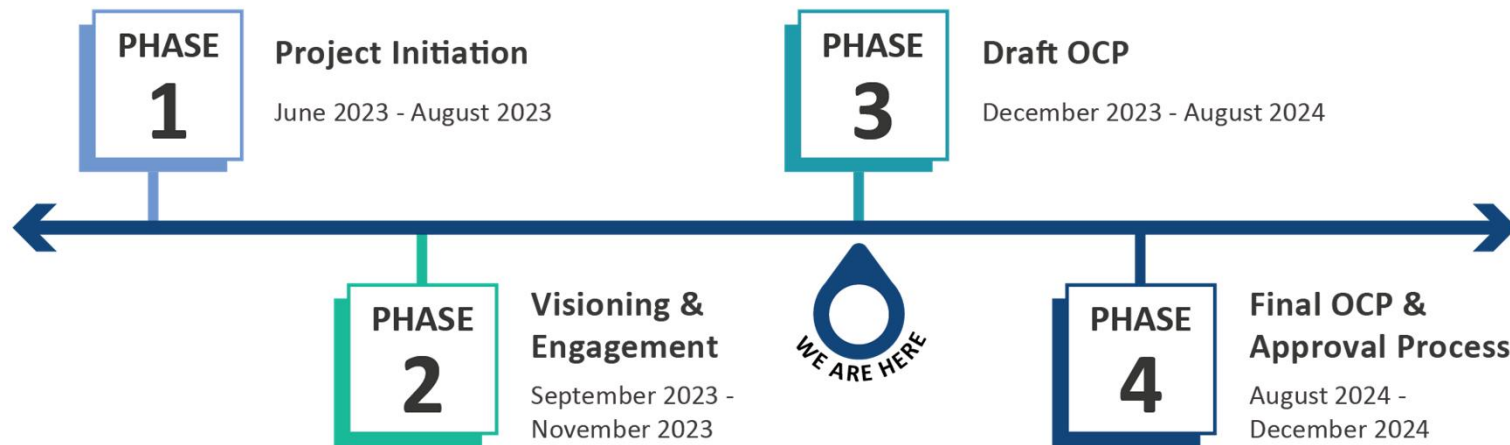 PHASE
1
Project Initiation
June 2023 - August 2023
PHASE
2
Visioning &
Engagement
September 2023 -
November 2023
PHASE
3
Draft OCP
December 2023 - August 2024
WE ARE HERE
PHASE
4
Final OCP &
Approval Process
August 2024 -
December 2024